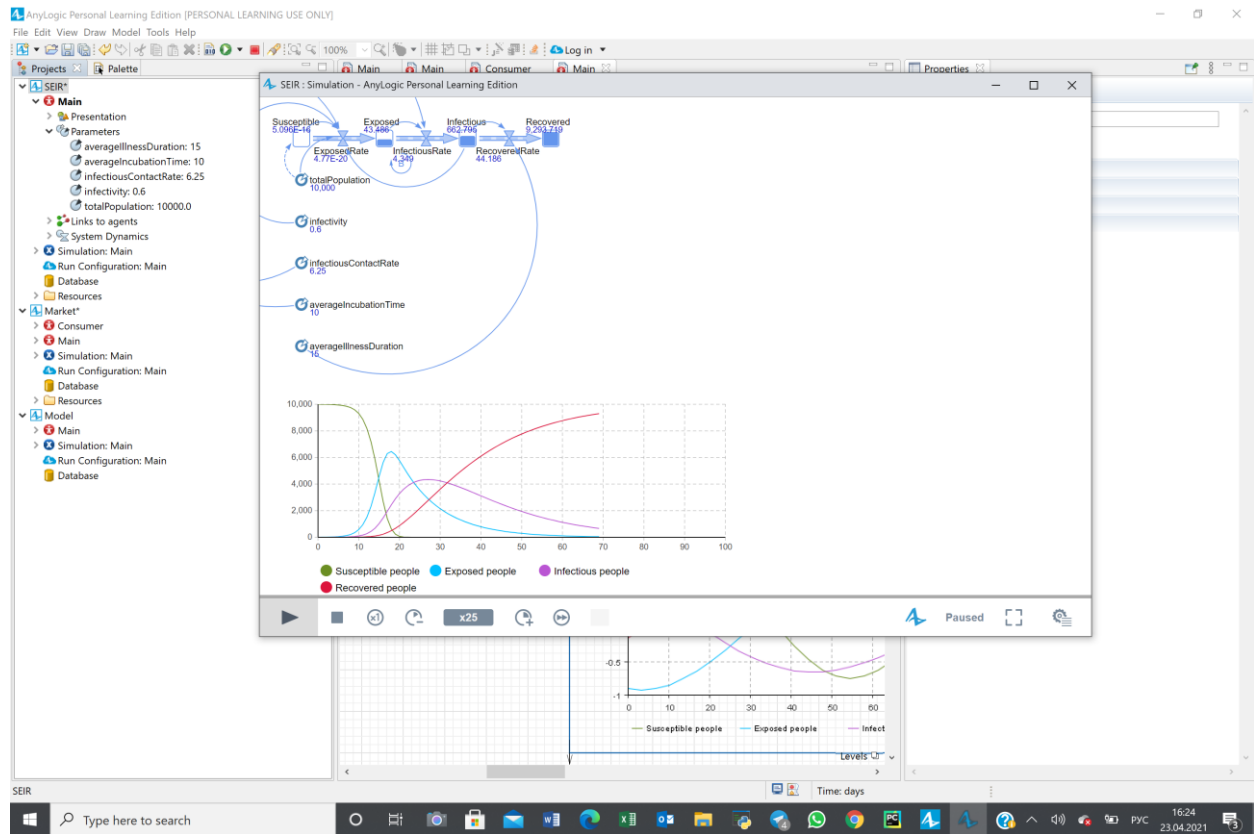 AnyLogic Personal Learning Edition [PERSONAL LEARNING USE ONLY]
File Edit View Draw Model Tools Help
100%
Log in
Projects
Palette
Main
Main
Consumer
Main
Properties
SEIR*
Main
Presentation
Parameters
averageIllnessDuration: 15
averageIncubationTime: 10
infectiousContactRate: 6.25
infectivity: 0.6
totalPopulation: 10000.0
Links to agents
System Dynamics
Simulation: Main
Run Configuration: Main
Database
Resources
Market*
Consumer
Main
Simulation: Main
Run Configuration: Main
Database
Resources
Model
Main
Simulation: Main
Run Configuration: Main
Database
SEIR : Simulation - AnyLogic Personal Learning Edition
Susceptible Exposed Infectious Recovered
5.096E-16 43.486 662.795 9,293.719
ExposedRate InfectiousRate RecoveredRate
4.77E-20 4.349 44.186
B
totalPopulation
10,000
infectivity
0.6
infectiousContactRate
6.25
averageIncubationTime
10
averageIllnessDuration
15
10,000
8,000
6,000
4,000
2,000
0
0 10 20 30 40 50 60 70 80 90 100
Susceptible people Exposed people Infectious people
Recovered people
x1
x25
Paused
-0.5
-1
0 10 20 30 40 50 60
Susceptible people Exposed people Infect
Levels
SEIR
Time: days
Type here to search
РУС
16:24
23.04.2021
3